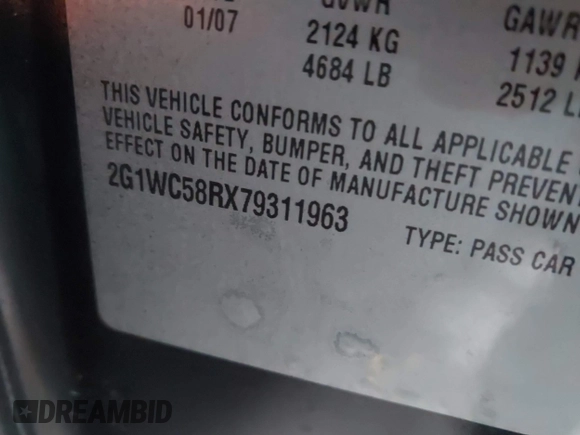 01/07
GVWR
2124 KG
4684 LB
GAWR
1139
2512
THIS VEHICLE CONFORMS TO ALL APPLICABLE
VEHICLE SAFETY, BUMPER, AND THEFT PREVEN
EFFECT ON THE DATE OF MANUFACTURE SHOWN
2G1WC58RX79311963
TYPE: PASS CAR
DREAMBID